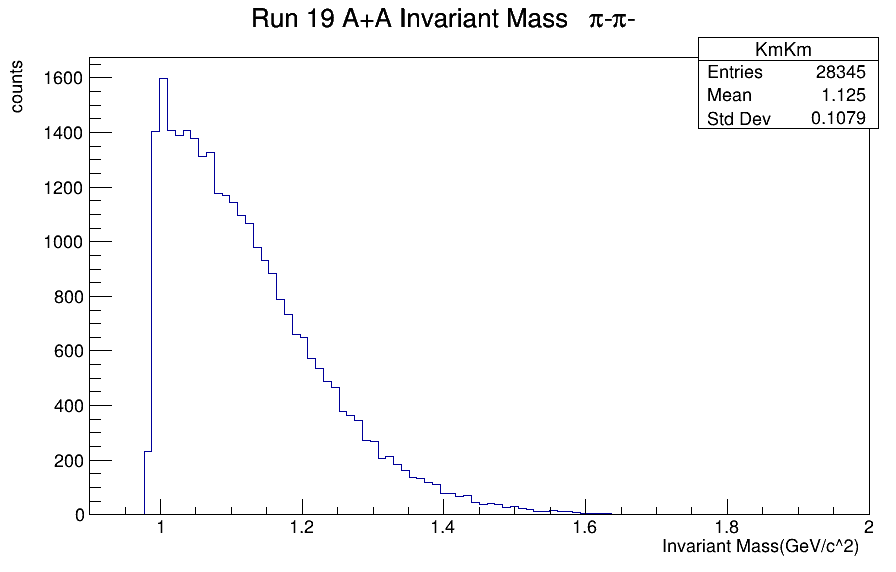 Run 19 A+A Invariant Mass π-π-
KmKm
Entries 28345
Mean 1.125
Std Dev 0.1079
counts
1600
1400
1200
1000
800
600
400
200
0
1 1.2 1.4 1.6 1.8 2
Invariant Mass(GeV/c^2)